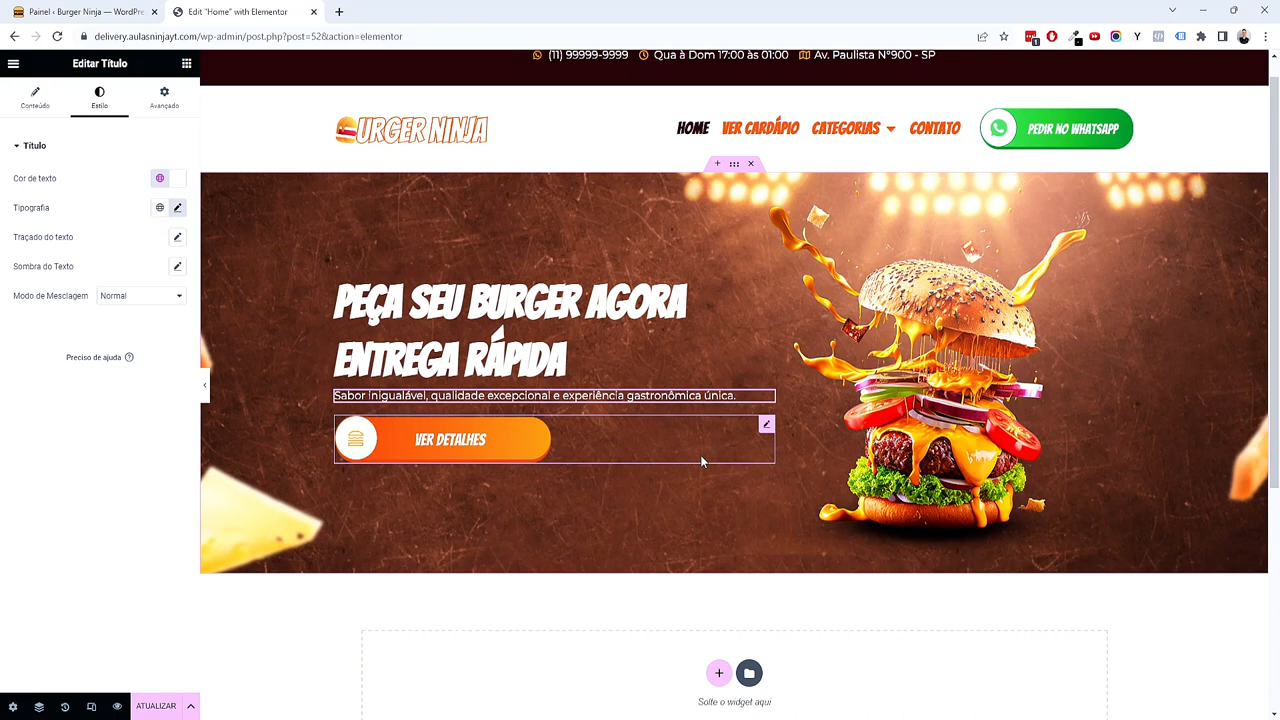 Painel ‹ Burger Ninja — WordPre
Edit "Home" with Elementor
delivery.aulasninjayt.com/wp-admin/post.php?post=52&action=elementor
Editar Título
Conteúdo
Estilo
Avançado
Título
Cor de texto
Tipografia
Traçado do texto
Sombra do Texto
Modo de Mesclagem
Normal
Preciso de ajuda
ATUALIZAR
(11) 99999-9999
Qua à Dom 17:00 às 01:00
Av. Paulista Nº900 - SP
BURGER NINJA
HOME
VER CARDÁPIO
CATEGORIAS
CONTATO
PEDIR NO WHATSAPP
PEÇA SEU BURGER AGORA
ENTREGA RÁPIDA
Sabor inigualável, qualidade excepcional e experiência gastronômica única.
VER DETALHES
Solte o widget aqui